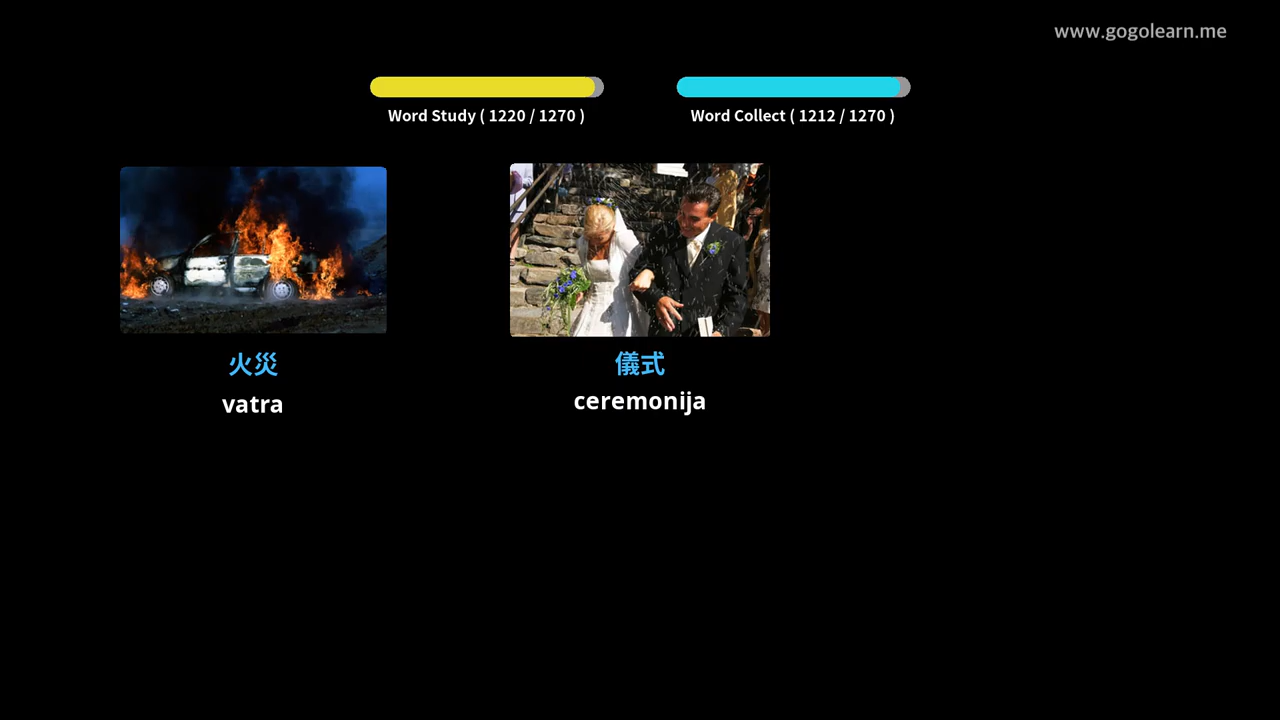 www.gogolearn.me
Word Study ( 1220 / 1270 )
Word Collect ( 1212 / 1270 )
火災
vatra
儀式
ceremonija